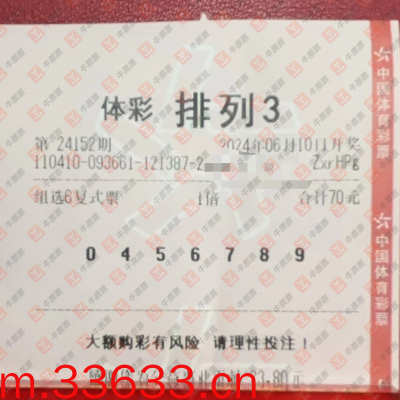 体彩 排列3
第 24152期 2024年06月10日开奖
110410-093661-121387-2 ZxrHPg
组选6复式票 1倍 合计70元
0 4 5 6 7 8 9
大额购彩有风险 请理性投注！
3.80元
m.33633.cn
中国体育彩票
中国体育彩票